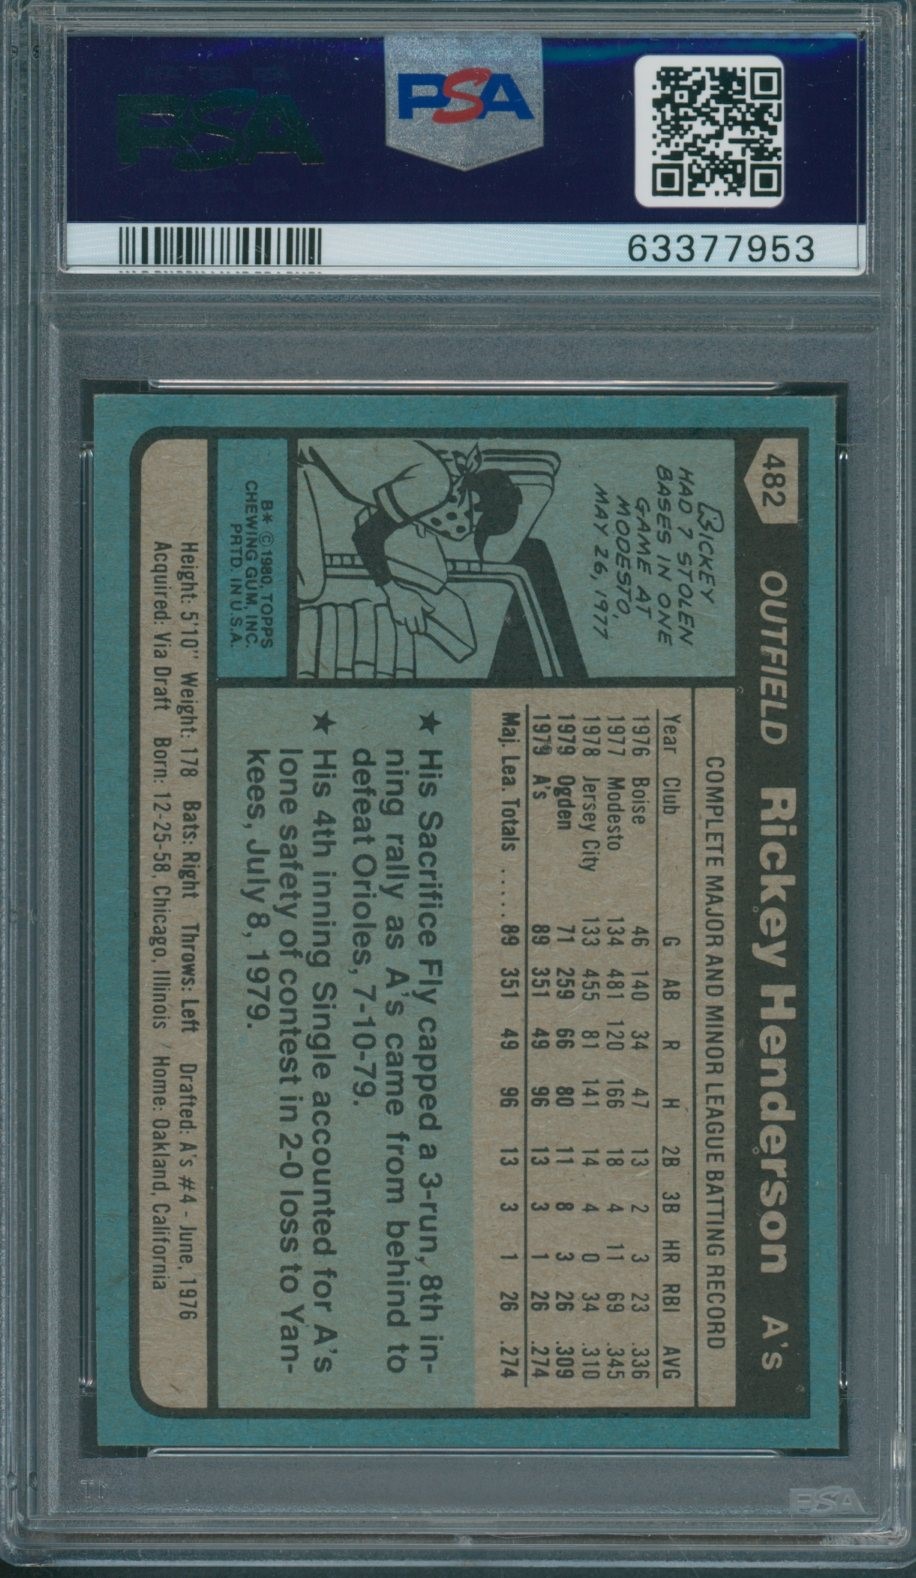 PSA
PSA
63377953
482 OUTFIELD Rickey Henderson A's
RICKEY
HAD 7 STOLEN
BASES IN ONE
GAME AT
MODESTO,
MAY 26, 1977
B* © 1980, TOPPS
CHEWING GUM, INC.
PRTD. IN U.S.A.
COMPLETE MAJOR AND MINOR LEAGUE BATTING RECORD
Year Club G AB R H 2B 3B HR RBI AVG
1976 Boise 46 140 34 47 13 2 3 23 .336
1977 Modesto 134 481 120 166 18 4 11 69 .345
1978 Jersey City 133 455 81 141 14 4 0 34 .310
1979 Ogden 71 259 66 80 11 8 3 26 .309
1979 A's 89 351 49 96 13 3 1 26 .274
Maj. Lea. Totals ..... 89 351 49 96 13 3 1 26 .274
★ His Sacrifice Fly capped a 3-run, 8th in-
ning rally as A's came from behind to
defeat Orioles, 7-10-79.
★ His 4th inning Single accounted for A's
lone safety of contest in 2-0 loss to Yan-
kees, July 8, 1979.
Height: 5'10" Weight: 178 Bats: Right Throws: Left Drafted: A's #4 - June, 1976
Acquired: Via Draft Born: 12-25-58, Chicago, Illinois Home: Oakland, California
PSA